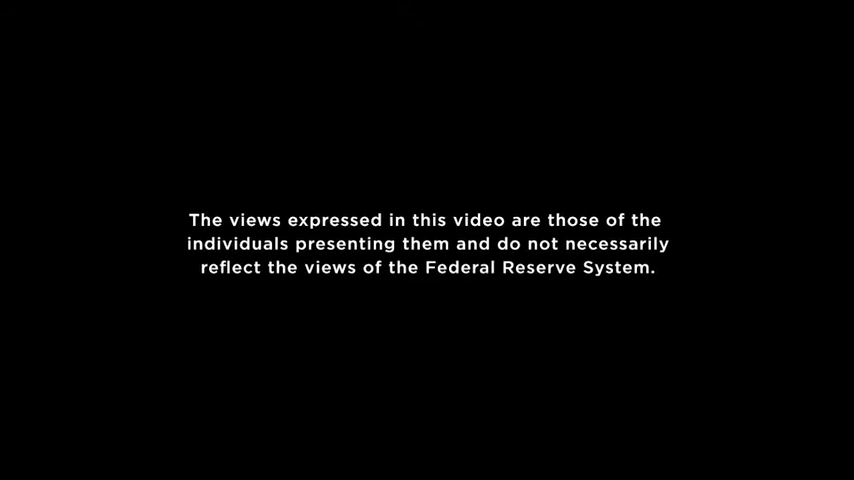 The views expressed in this video are those of the
individuals presenting them and do not necessarily
reflect the views of the Federal Reserve System.